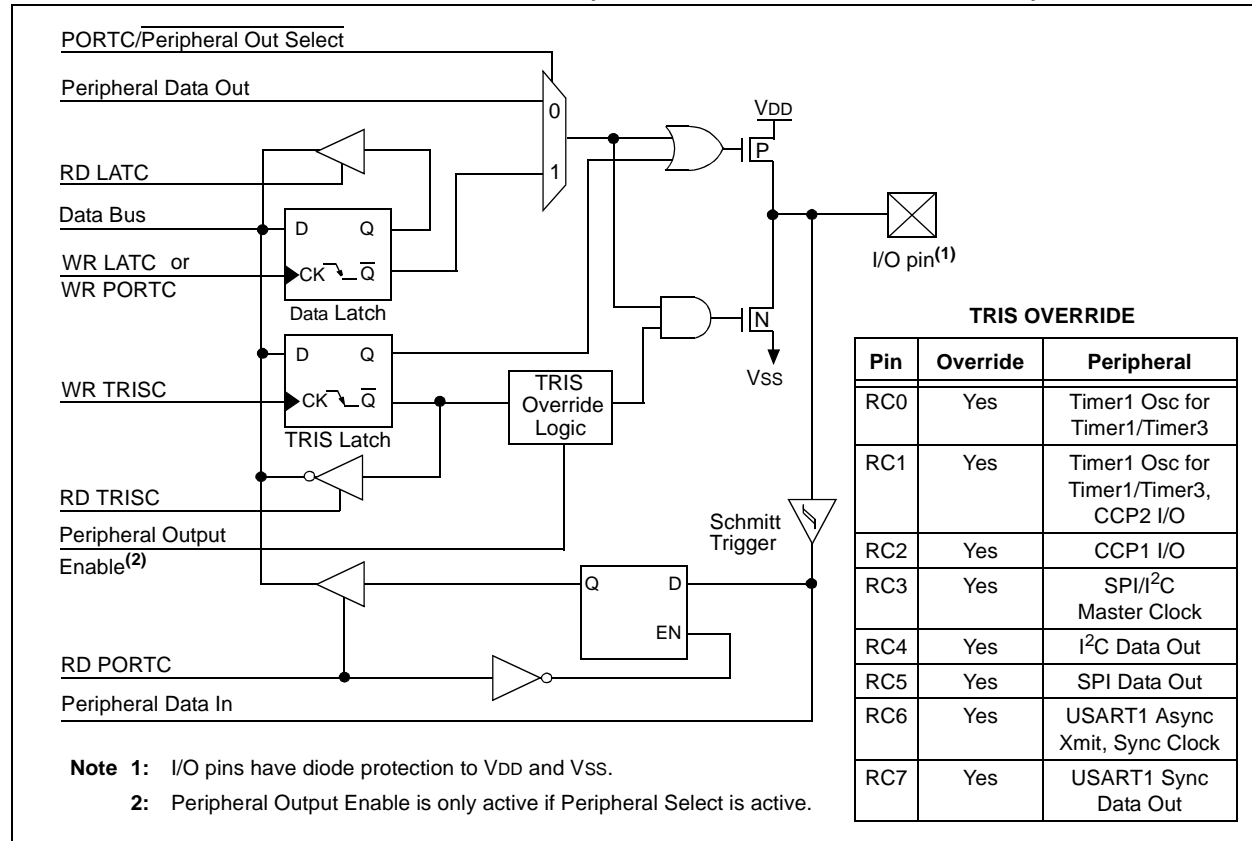 PORTC/Peripheral Out Select
Peripheral Data Out
0
1
VDD
P
RD LATC
Data Bus
D
Q
WR LATC or
WR PORTC
CK
Q
Data Latch
I/O pin(1)
N
VSS
D
Q
WR TRISC
CK
Q
TRIS Latch
TRIS
Override
Logic
RD TRISC
Peripheral Output
Enable(2)
Schmitt
Trigger
Q
D
EN
RD PORTC
Peripheral Data In
TRIS OVERRIDE
Pin Override Peripheral
RC0 Yes Timer1 Osc for
Timer1/Timer3
RC1 Yes Timer1 Osc for
Timer1/Timer3,
CCP2 I/O
RC2 Yes CCP1 I/O
RC3 Yes SPI/I2C
Master Clock
RC4 Yes I2C Data Out
RC5 Yes SPI Data Out
RC6 Yes USART1 Async
Xmit, Sync Clock
RC7 Yes USART1 Sync
Data Out
Note 1: I/O pins have diode protection to VDD and VSS.
2: Peripheral Output Enable is only active if Peripheral Select is active.